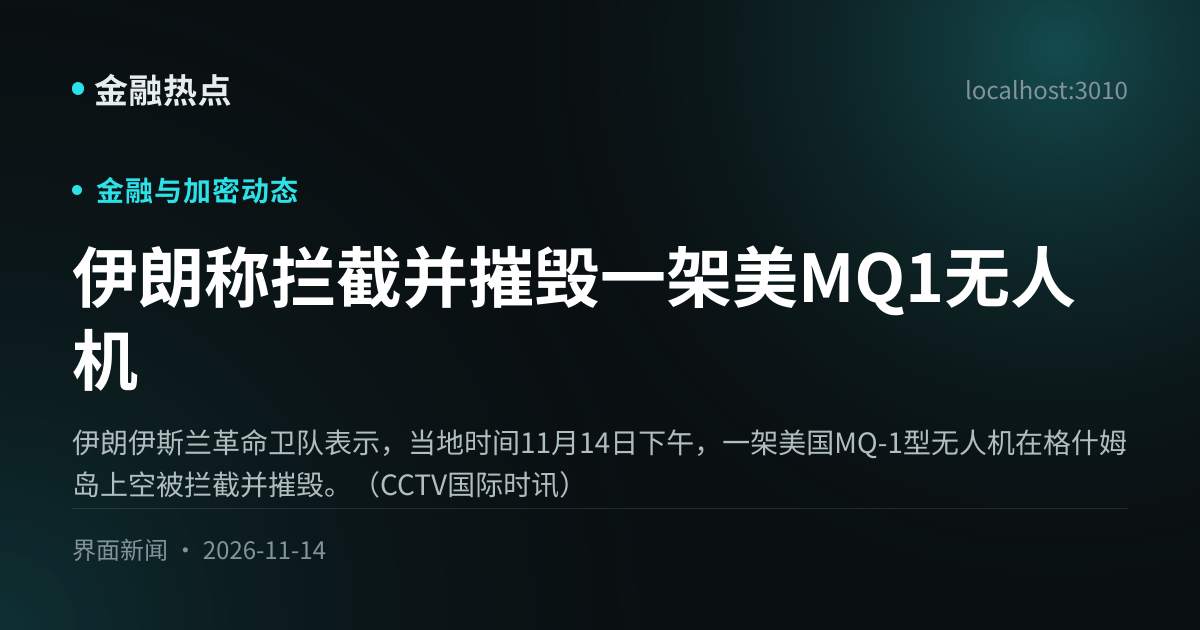 金融热点
localhost:3010
金融与加密动态
伊朗称拦截并摧毁一架美MQ1无人
机
伊朗伊斯兰革命卫队表示，当地时间11月14日下午，一架美国MQ-1型无人机在格什姆
岛上空被拦截并摧毁。（CCTV国际时讯）
界面新闻 • 2026-11-14